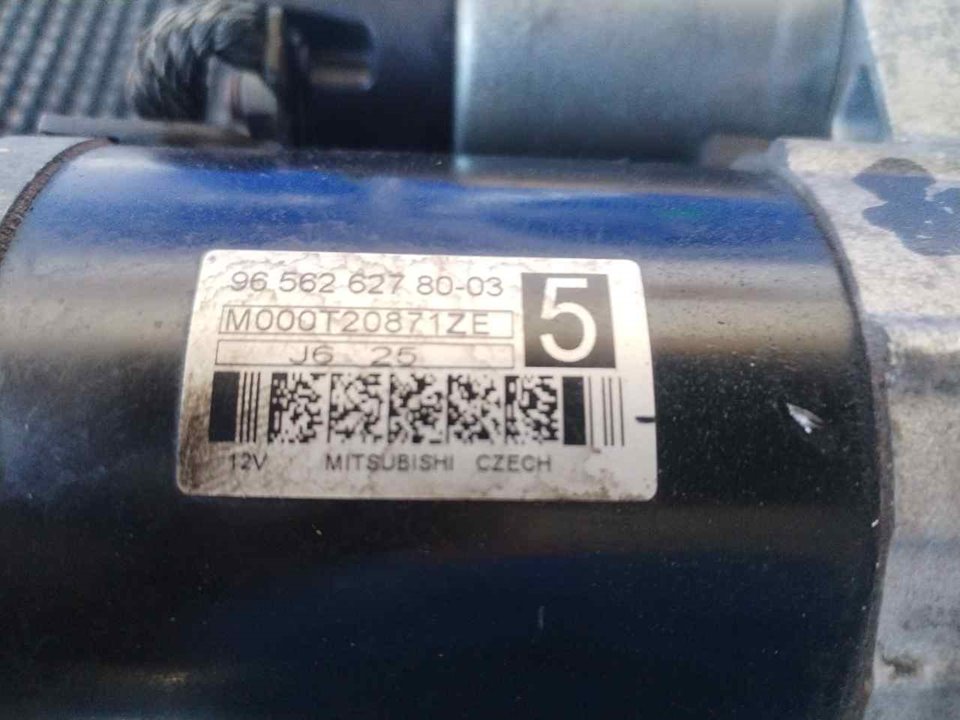 96 562 627 80-03
5
M000T20871ZE
J6 25
12V MITSUBISHI CZECH